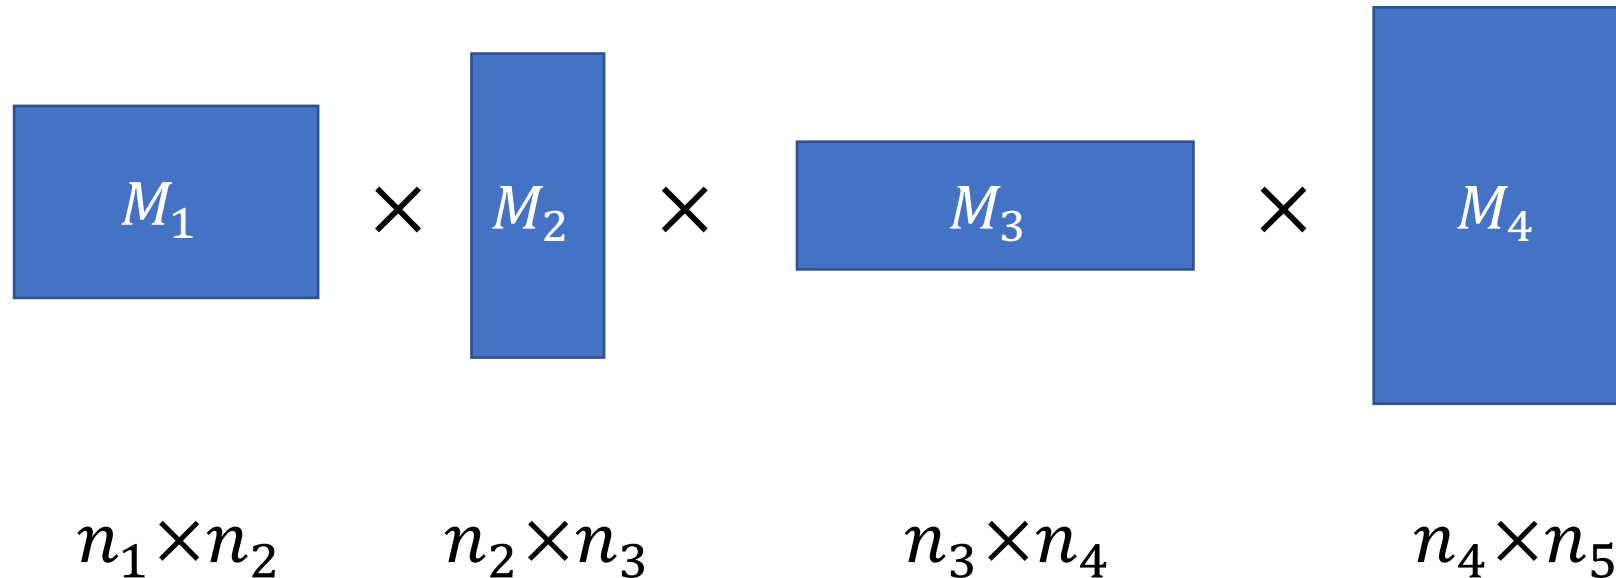 M₁ × M₂ × M₃ × M₄
n₁×n₂ n₂×n₃ n₃×n₄ n₄×n₅